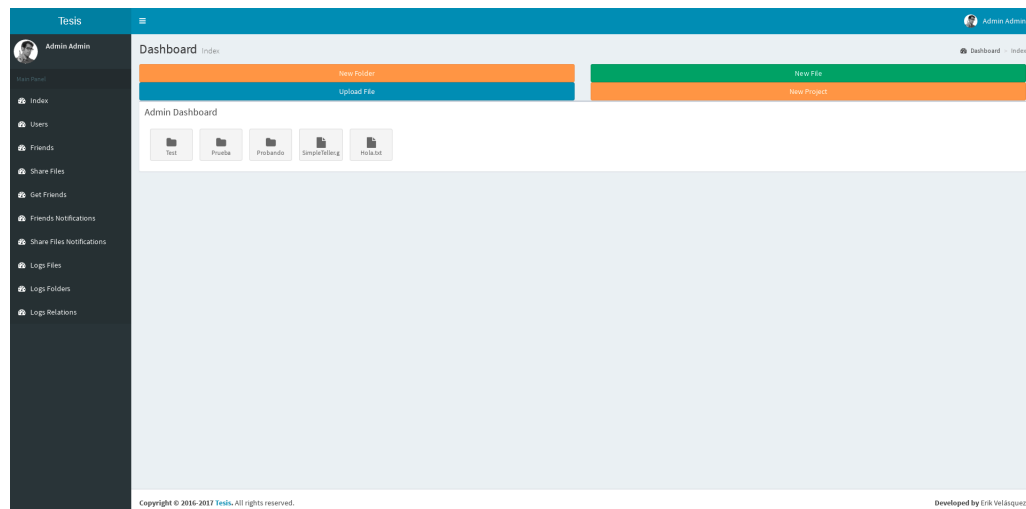 Tesis
Admin Admin
Admin Admin
Main Panel
Index
Users
Friends
Share Files
Get Friends
Friends Notifications
Share Files Notifications
Logs Files
Logs Folders
Logs Relations
Dashboard Index
Dashboard > Index
New Folder
New File
Upload File
New Project
Admin Dashboard
Test
Prueba
Probando
Hola.txt
Copyright © 2016-2017 Tesis. All rights reserved.
Developed by Erik Velásquez